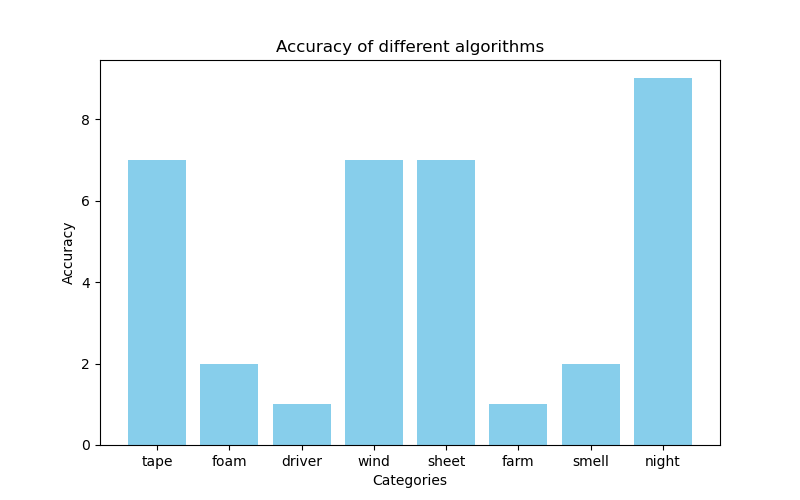 Accuracy of different algorithms
Accuracy
8
6
4
2
0
tape foam driver wind sheet farm smell night
Categories